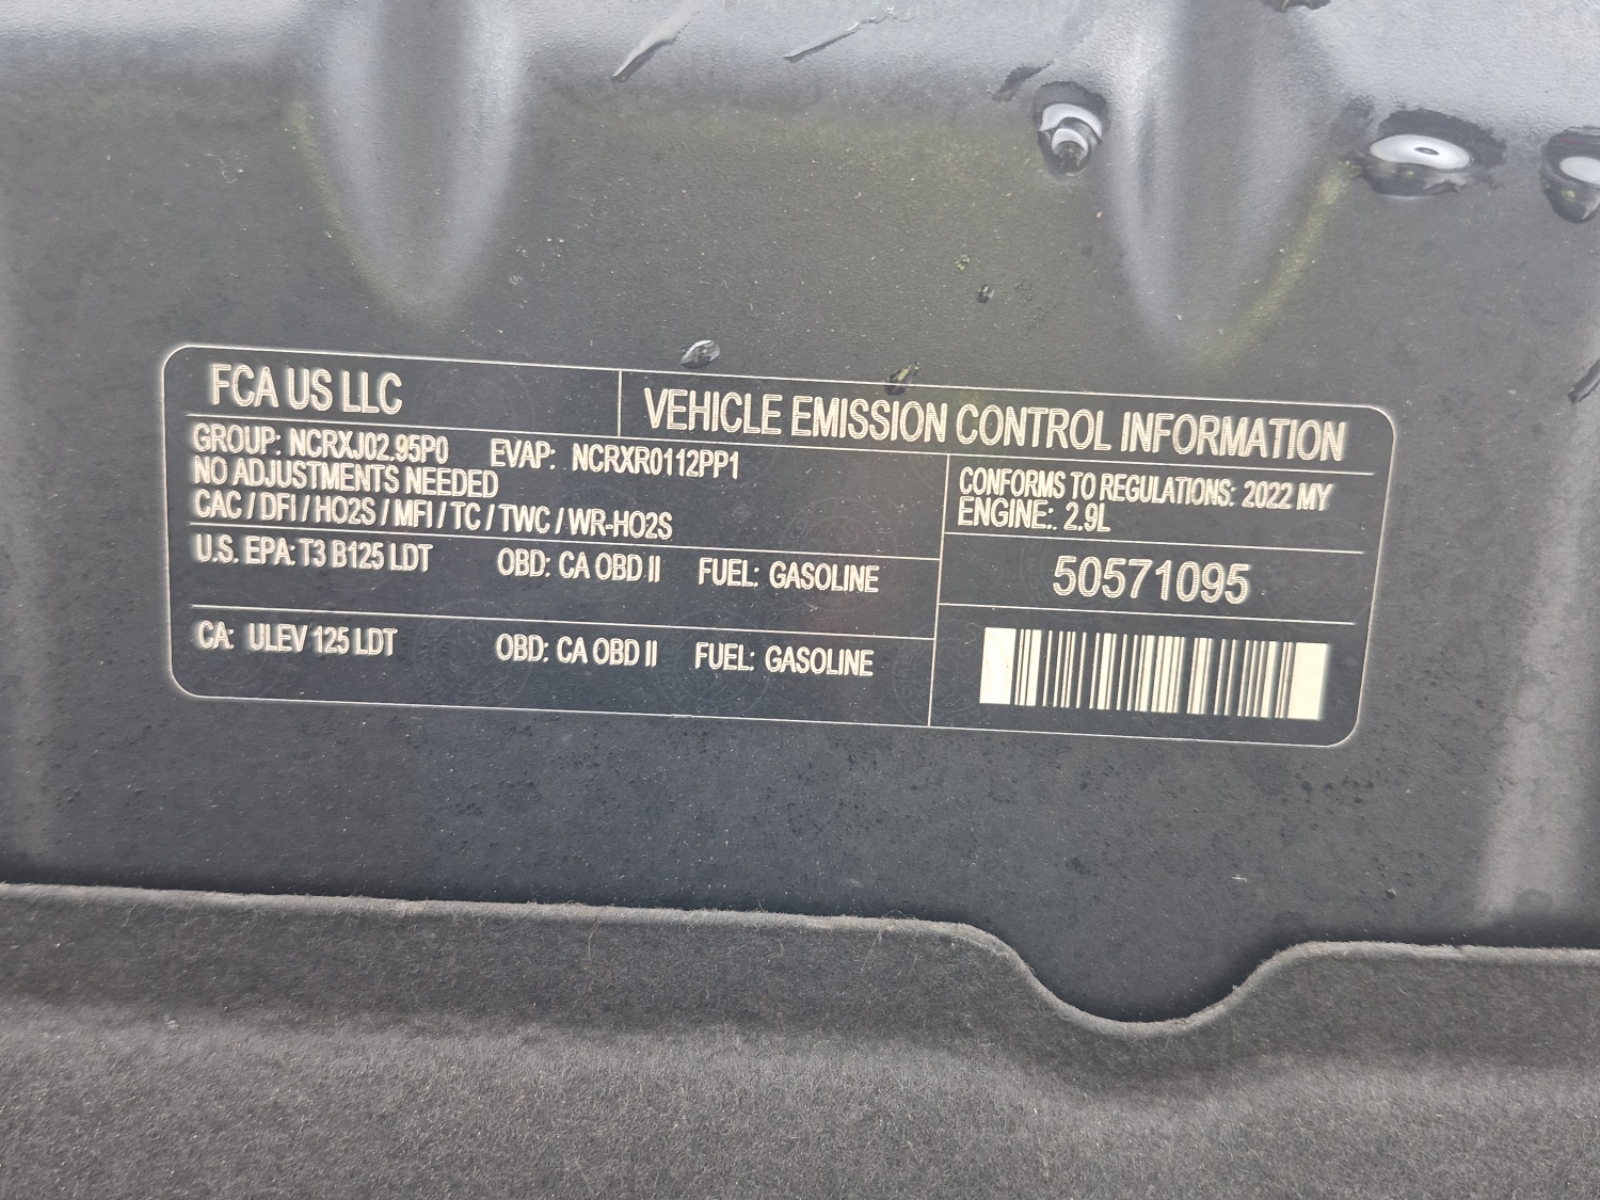 FCA US LLC
VEHICLE EMISSION CONTROL INFORMATION
GROUP: NCRXJ02.95P0 EVAP: NCRXR0112PP1
NO ADJUSTMENTS NEEDED
CAC / DFI / HO2S / MFI / TC / TWC / WR-HO2S
U.S. EPA: T3 B125 LDT OBD: CA OBD II FUEL: GASOLINE
CA: ULEV 125 LDT OBD: CA OBD II FUEL: GASOLINE
CONFORMS TO REGULATIONS: 2022 MY
ENGINE: 2.9L
50571095